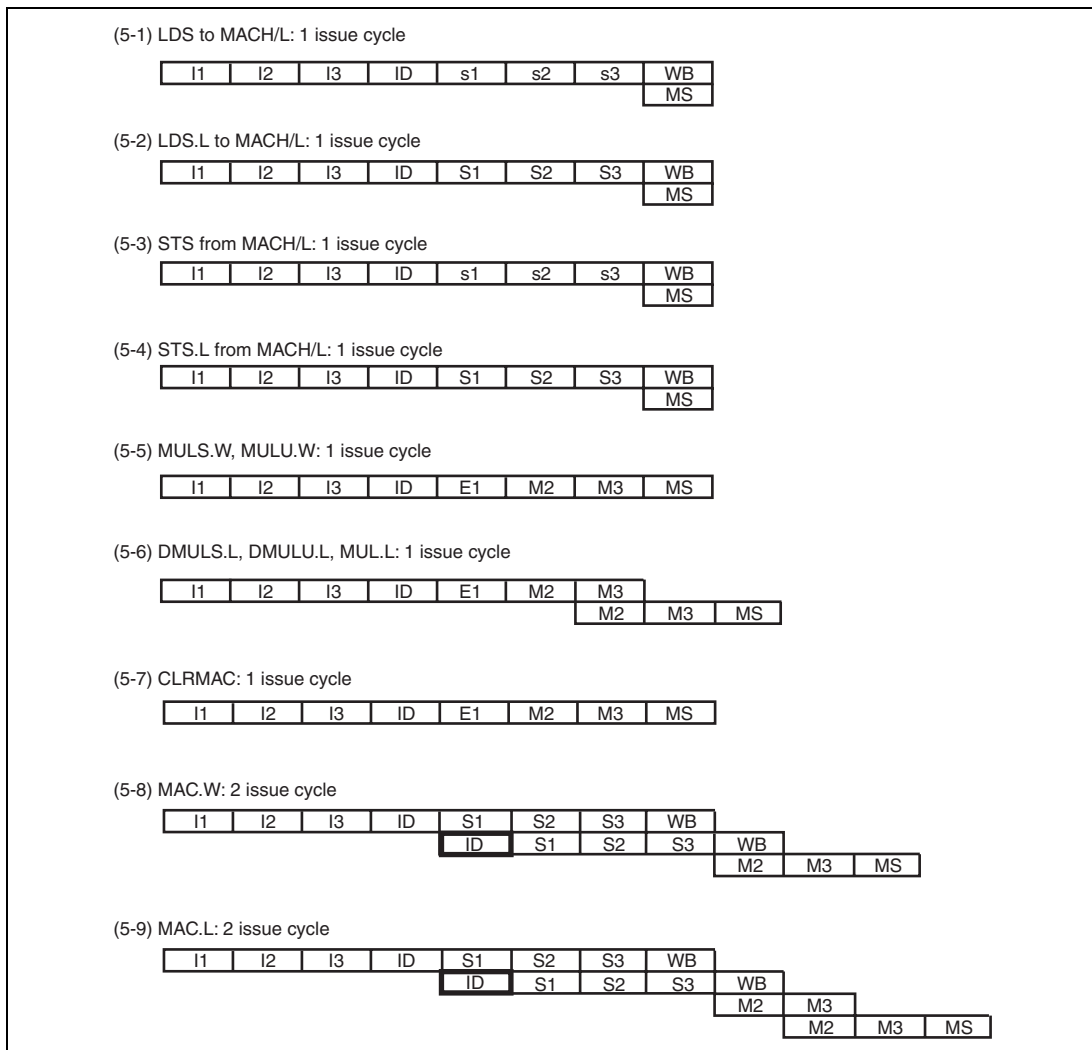 (5-1) LDS to MACH/L: 1 issue cycle
I1 I2 I3 ID s1 s2 s3 WB
MS
(5-2) LDS.L to MACH/L: 1 issue cycle
I1 I2 I3 ID S1 S2 S3 WB
MS
(5-3) STS from MACH/L: 1 issue cycle
I1 I2 I3 ID s1 s2 s3 WB
MS
(5-4) STS.L from MACH/L: 1 issue cycle
I1 I2 I3 ID S1 S2 S3 WB
MS
(5-5) MULS.W, MULU.W: 1 issue cycle
I1 I2 I3 ID E1 M2 M3 MS
(5-6) DMULS.L, DMULU.L, MUL.L: 1 issue cycle
I1 I2 I3 ID E1 M2 M3
M2 M3 MS
(5-7) CLRMAC: 1 issue cycle
I1 I2 I3 ID E1 M2 M3 MS
(5-8) MAC.W: 2 issue cycle
I1 I2 I3 ID S1 S2 S3 WB
ID S1 S2 S3 WB
M2 M3 MS
(5-9) MAC.L: 2 issue cycle
I1 I2 I3 ID S1 S2 S3 WB
ID S1 S2 S3 WB
M2 M3
M2 M3 MS